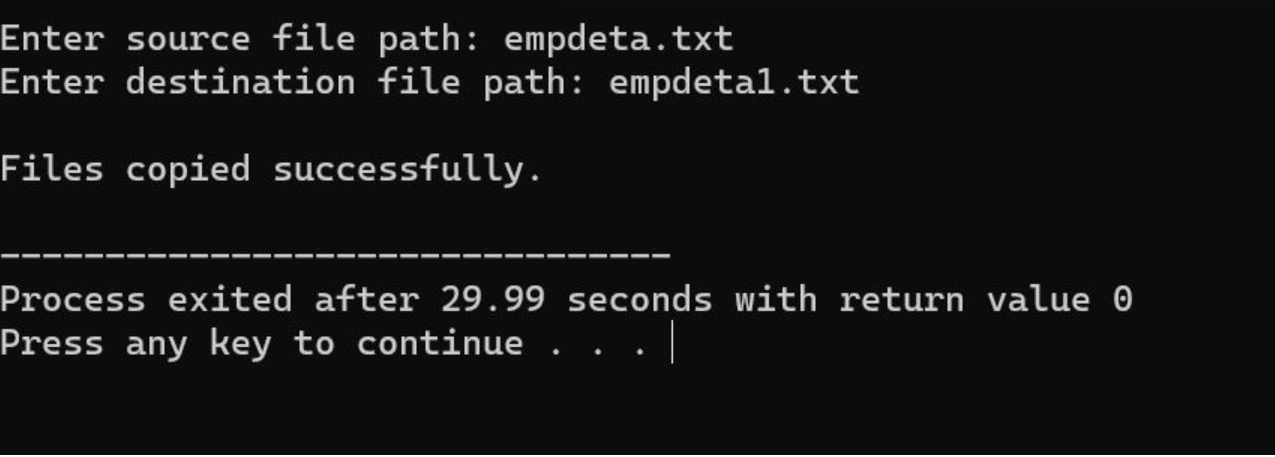 Enter source file path: empdeta.txt
Enter destination file path: empdeta1.txt
Files copied successfully.
--------------------------------
Process exited after 29.99 seconds with return value 0
Press any key to continue . . .